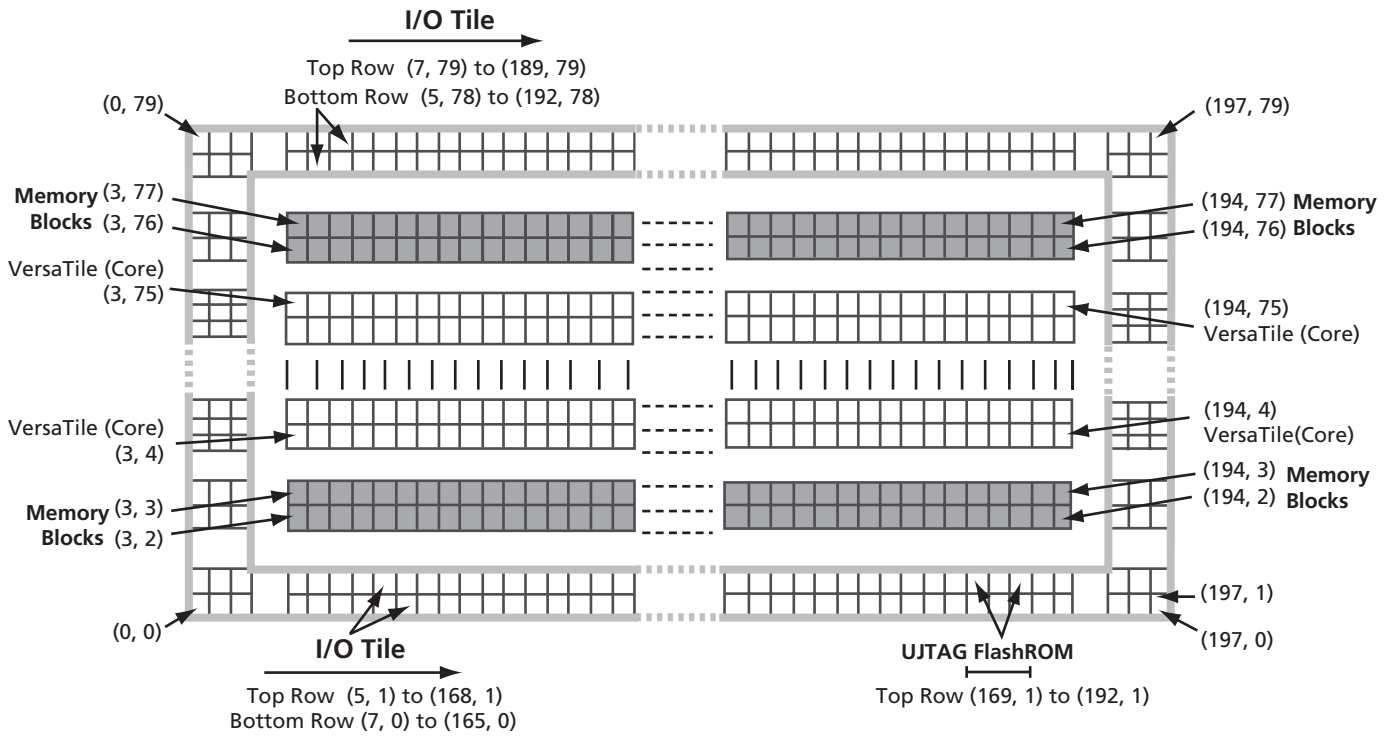 I/O Tile
Top Row (7, 79) to (189, 79)
Bottom Row (5, 78) to (192, 78)
(0, 79)
(197, 79)
Memory (3, 77)
Blocks (3, 76)
(194, 77) Memory
(194, 76) Blocks
VersaTile (Core)
(3, 75)
(194, 75)
VersaTile (Core)
VersaTile (Core)
(3, 4)
(194, 4)
VersaTile(Core)
Memory (3, 3)
Blocks (3, 2)
(194, 3) Memory
(194, 2) Blocks
(0, 0)
(197, 1)
(197, 0)
I/O Tile
Top Row (5, 1) to (168, 1)
Bottom Row (7, 0) to (165, 0)
UJTAG FlashROM
Top Row (169, 1) to (192, 1)